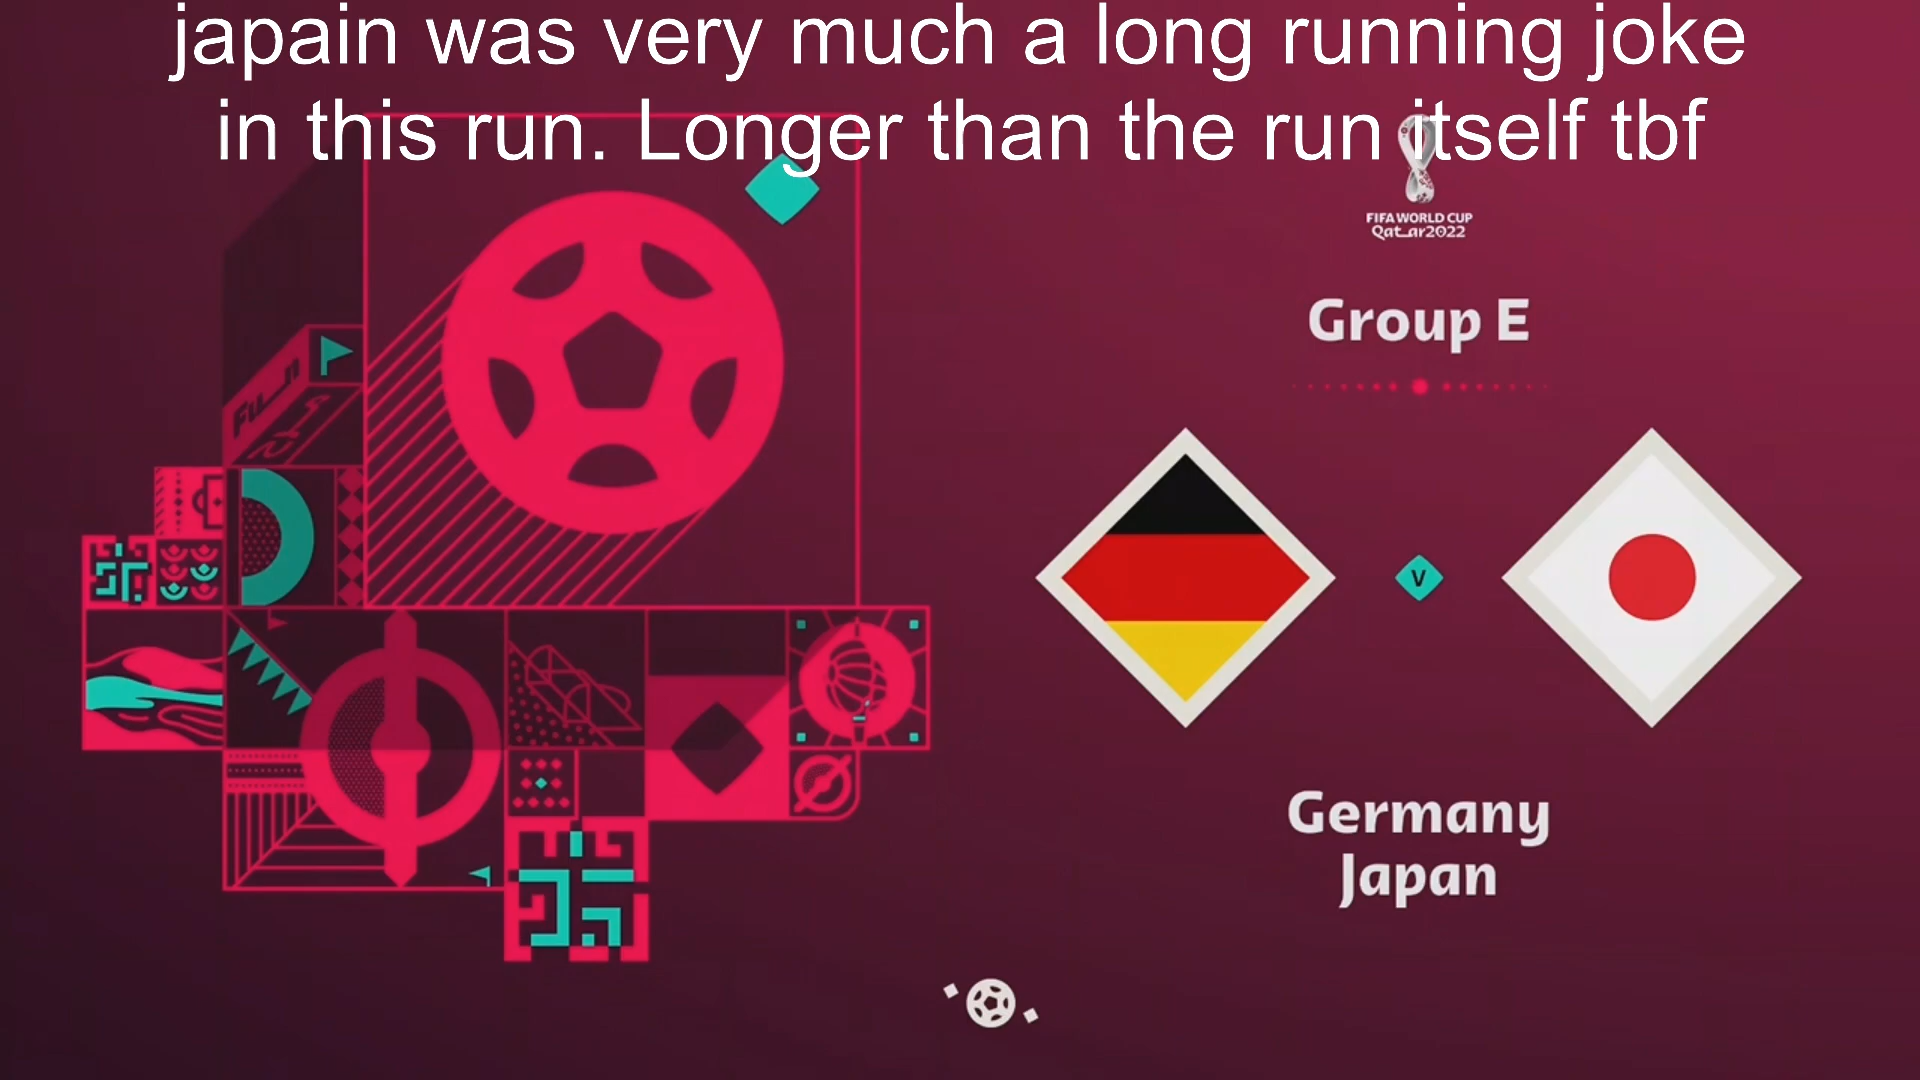 japain was very much a long running joke
in this run. Longer than the run itself tbf
FIFA WORLD CUP
Qatar2022
Group E
V
Germany
Japan